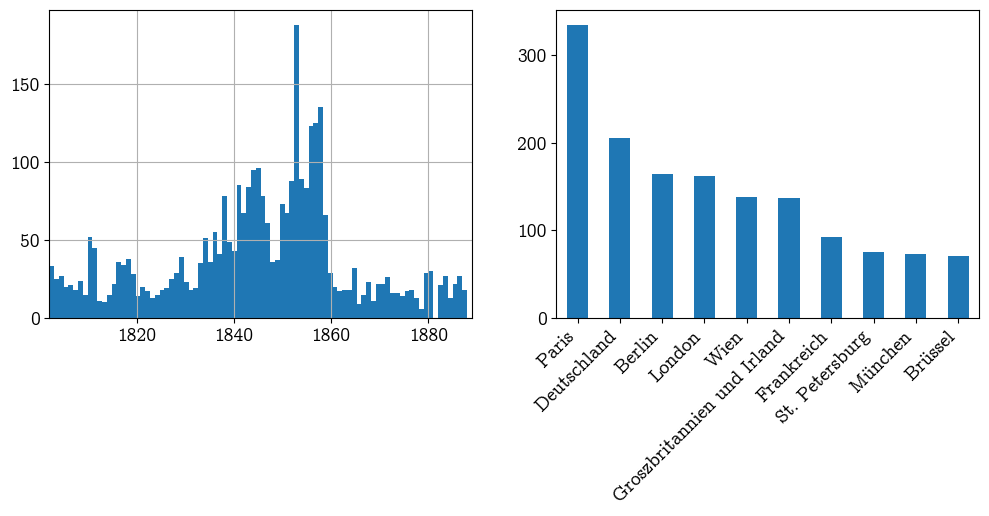 150
100
50
0
1820 1840 1860 1880
300
200
100
0
Paris
Deutschland
Berlin
London
Wien
Groszbritannien und Irland
Frankreich
St. Petersburg
München
Brüssel